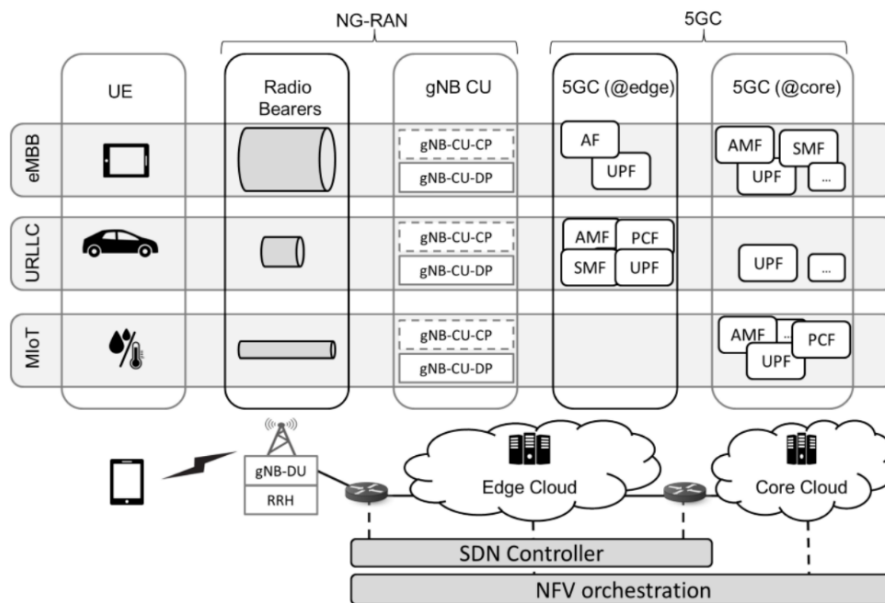 NG-RAN
5GC
UE
Radio
Bearers
gNB CU
5GC (@edge)
5GC (@core)
eMBB
gNB-CU-CP
gNB-CU-DP
AF
UPF
AMF
SMF
UPF
...
URLLC
gNB-CU-CP
gNB-CU-DP
AMF
PCF
SMF
UPF
UPF
...
MIoT
gNB-CU-CP
gNB-CU-DP
AMF
...
PCF
UPF
gNB-DU
RRH
Edge Cloud
Core Cloud
SDN Controller
NFV orchestration